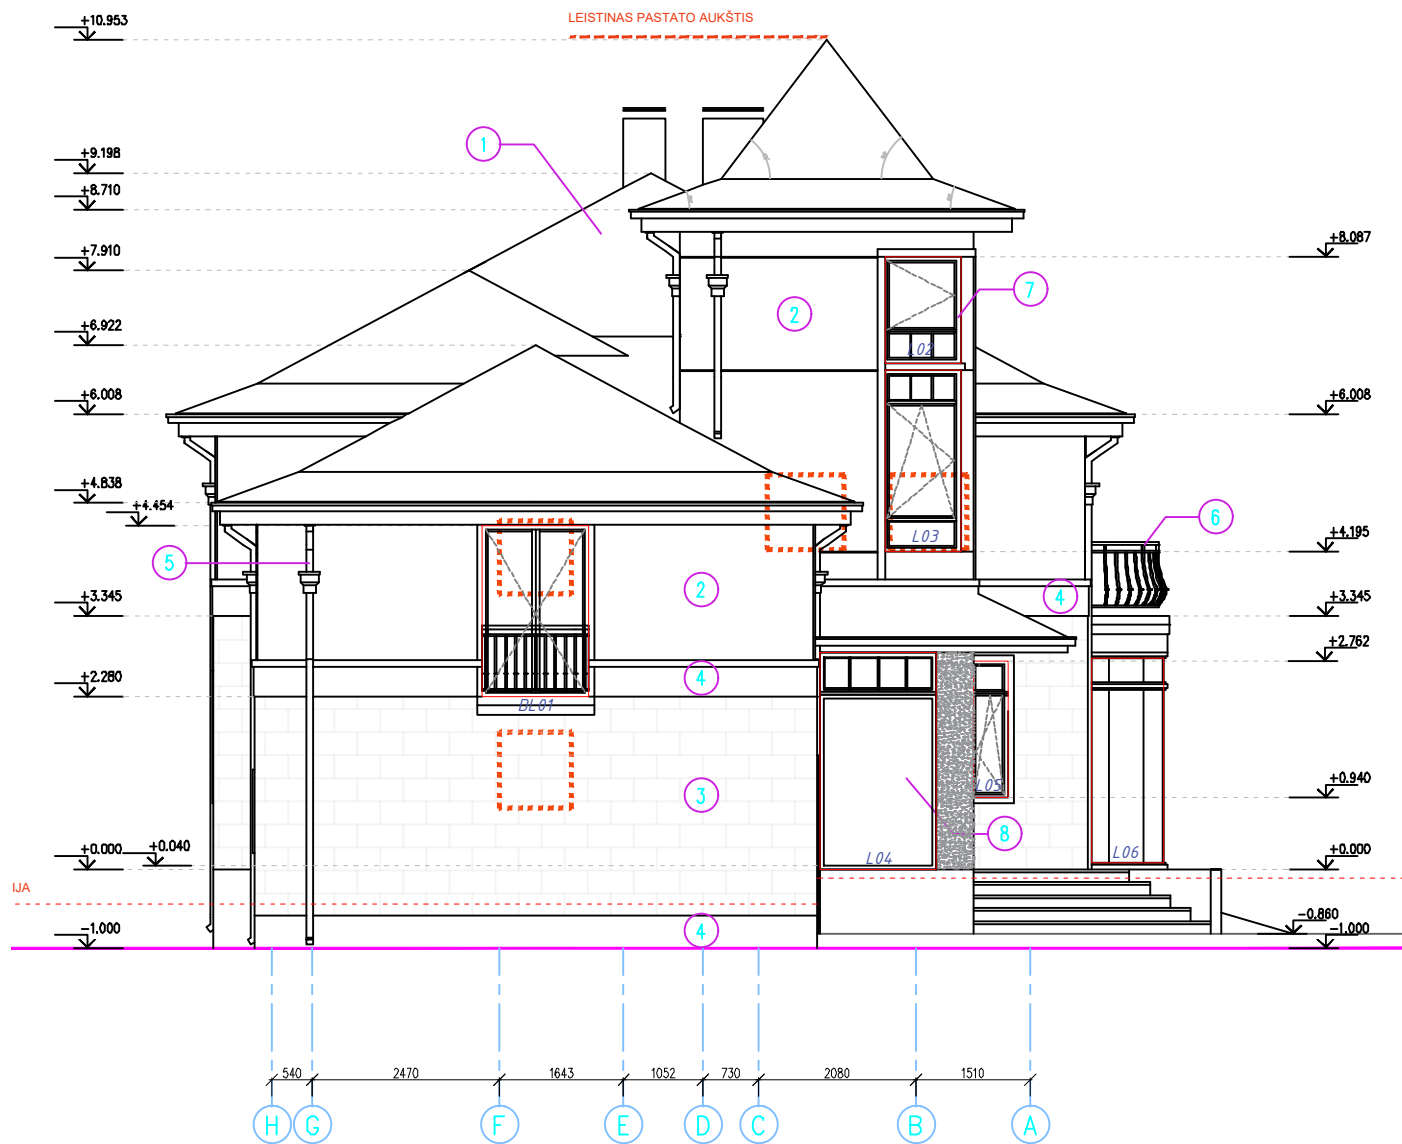 LEISTINAS PASTATO AUKŠTIS
+10.953
+9.198
+8.710
+7.910
+6.922
+6.008
+4.838
+4.454
+3.345
+2.280
+0.000
+0.040
IJA
-1.000
1
2
7
L02
L03
6
5
2
4
4
BL01
3
L05
8
L04
L06
4
+8.087
+6.008
+4.195
+3.345
+2.762
+0.940
+0.000
-0.860
-1.000
540
2470
1643
1052
730
2080
1510
H
G
F
E
D
C
B
A